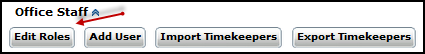 Office Staff
Edit Roles Add User Import Timekeepers Export Timekeepers